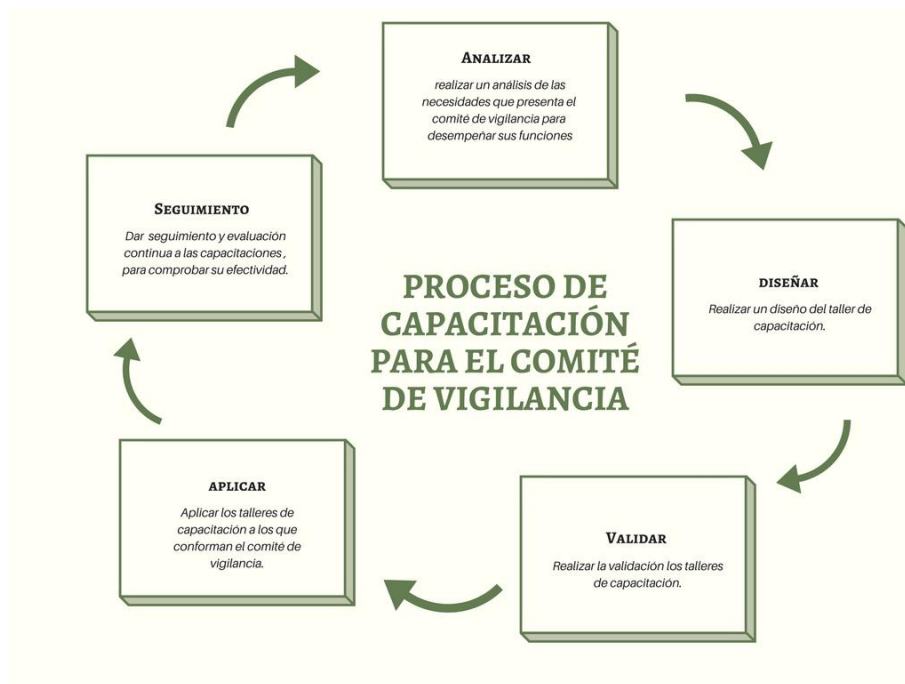 Analizar
realizar un análisis de las
necesidades que presenta el
comité de vigilancia para
desempeñar sus funciones
Seguimiento
Dar seguimiento y evaluación
continua a las capacitaciones,
para comprobar su efectividad.
PROCESO DE
CAPACITACIÓN
PARA EL COMITÉ
DE VIGILANCIA
DISEÑAR
Realizar un diseño del taller de
capacitación.
APLICAR
Aplicar los talleres de
capacitación a los que
conforman el comité de
vigilancia.
Validar
Realizar la validación los talleres
de capacitación.